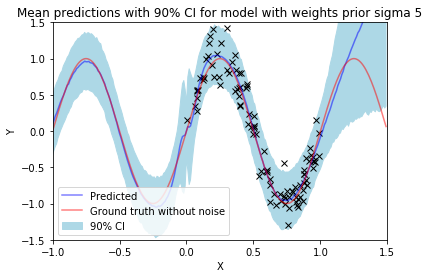 Mean predictions with 90% CI for model with weights prior sigma 5
1.5
1.0
0.5
0.0
−0.5
−1.0
−1.5
Y
Predicted
Ground truth without noise
90% CI
−1.0 −0.5 0.0 0.5 1.0 1.5
X